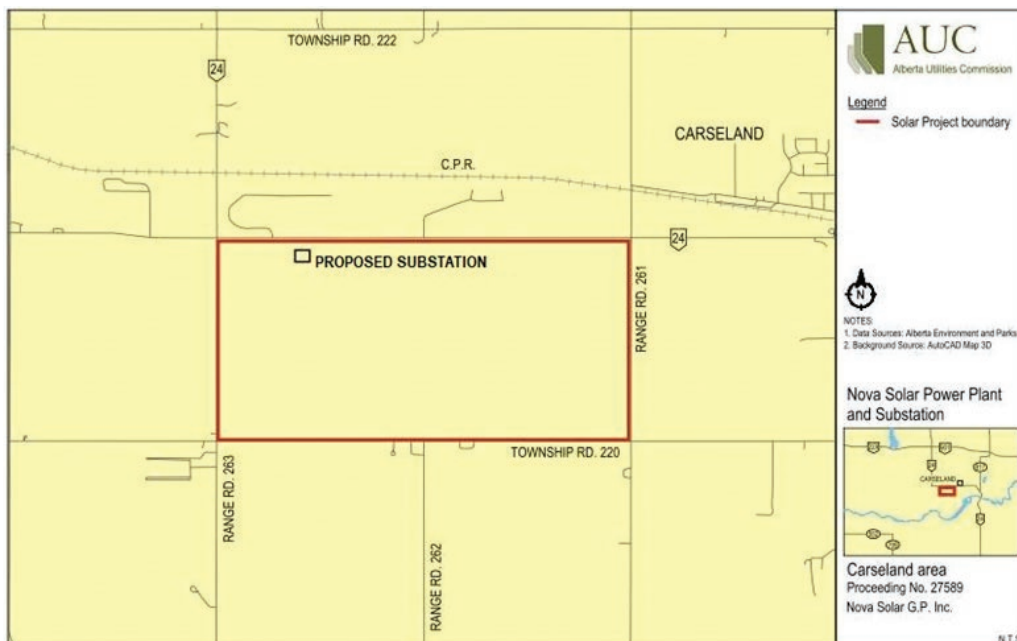 TOWNSHIP RD. 222
24
CARSELAND
C.P.R.
24
PROPOSED SUBSTATION
RANGE RD. 261
TOWNSHIP RD. 220
RANGE RD. 263
RANGE RD. 262
AUC
Alberta Utilities Commission
Legend
Solar Project boundary
N
NOTES:
1. Data Sources: Alberta Environment and Parks
2. Background Source: AutoCAD Map 3D
Nova Solar Power Plant
and Substation
CARSELAND
Carseland area
Proceeding No. 27589
Nova Solar G.P. Inc.